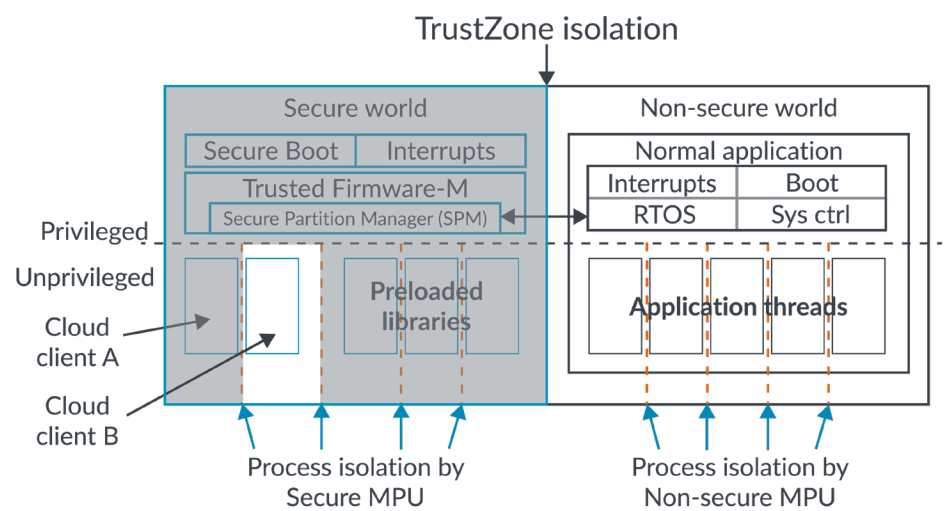 TrustZone isolation
Secure world
Non-secure world
Secure Boot
Interrupts
Normal application
Trusted Firmware-M
Interrupts
Boot
Secure Partition Manager (SPM)
RTOS
Sys ctrl
Privileged
Unprivileged
Cloud
client A
Preloaded
libraries
Application threads
Cloud
client B
Process isolation by
Secure MPU
Process isolation by
Non-secure MPU